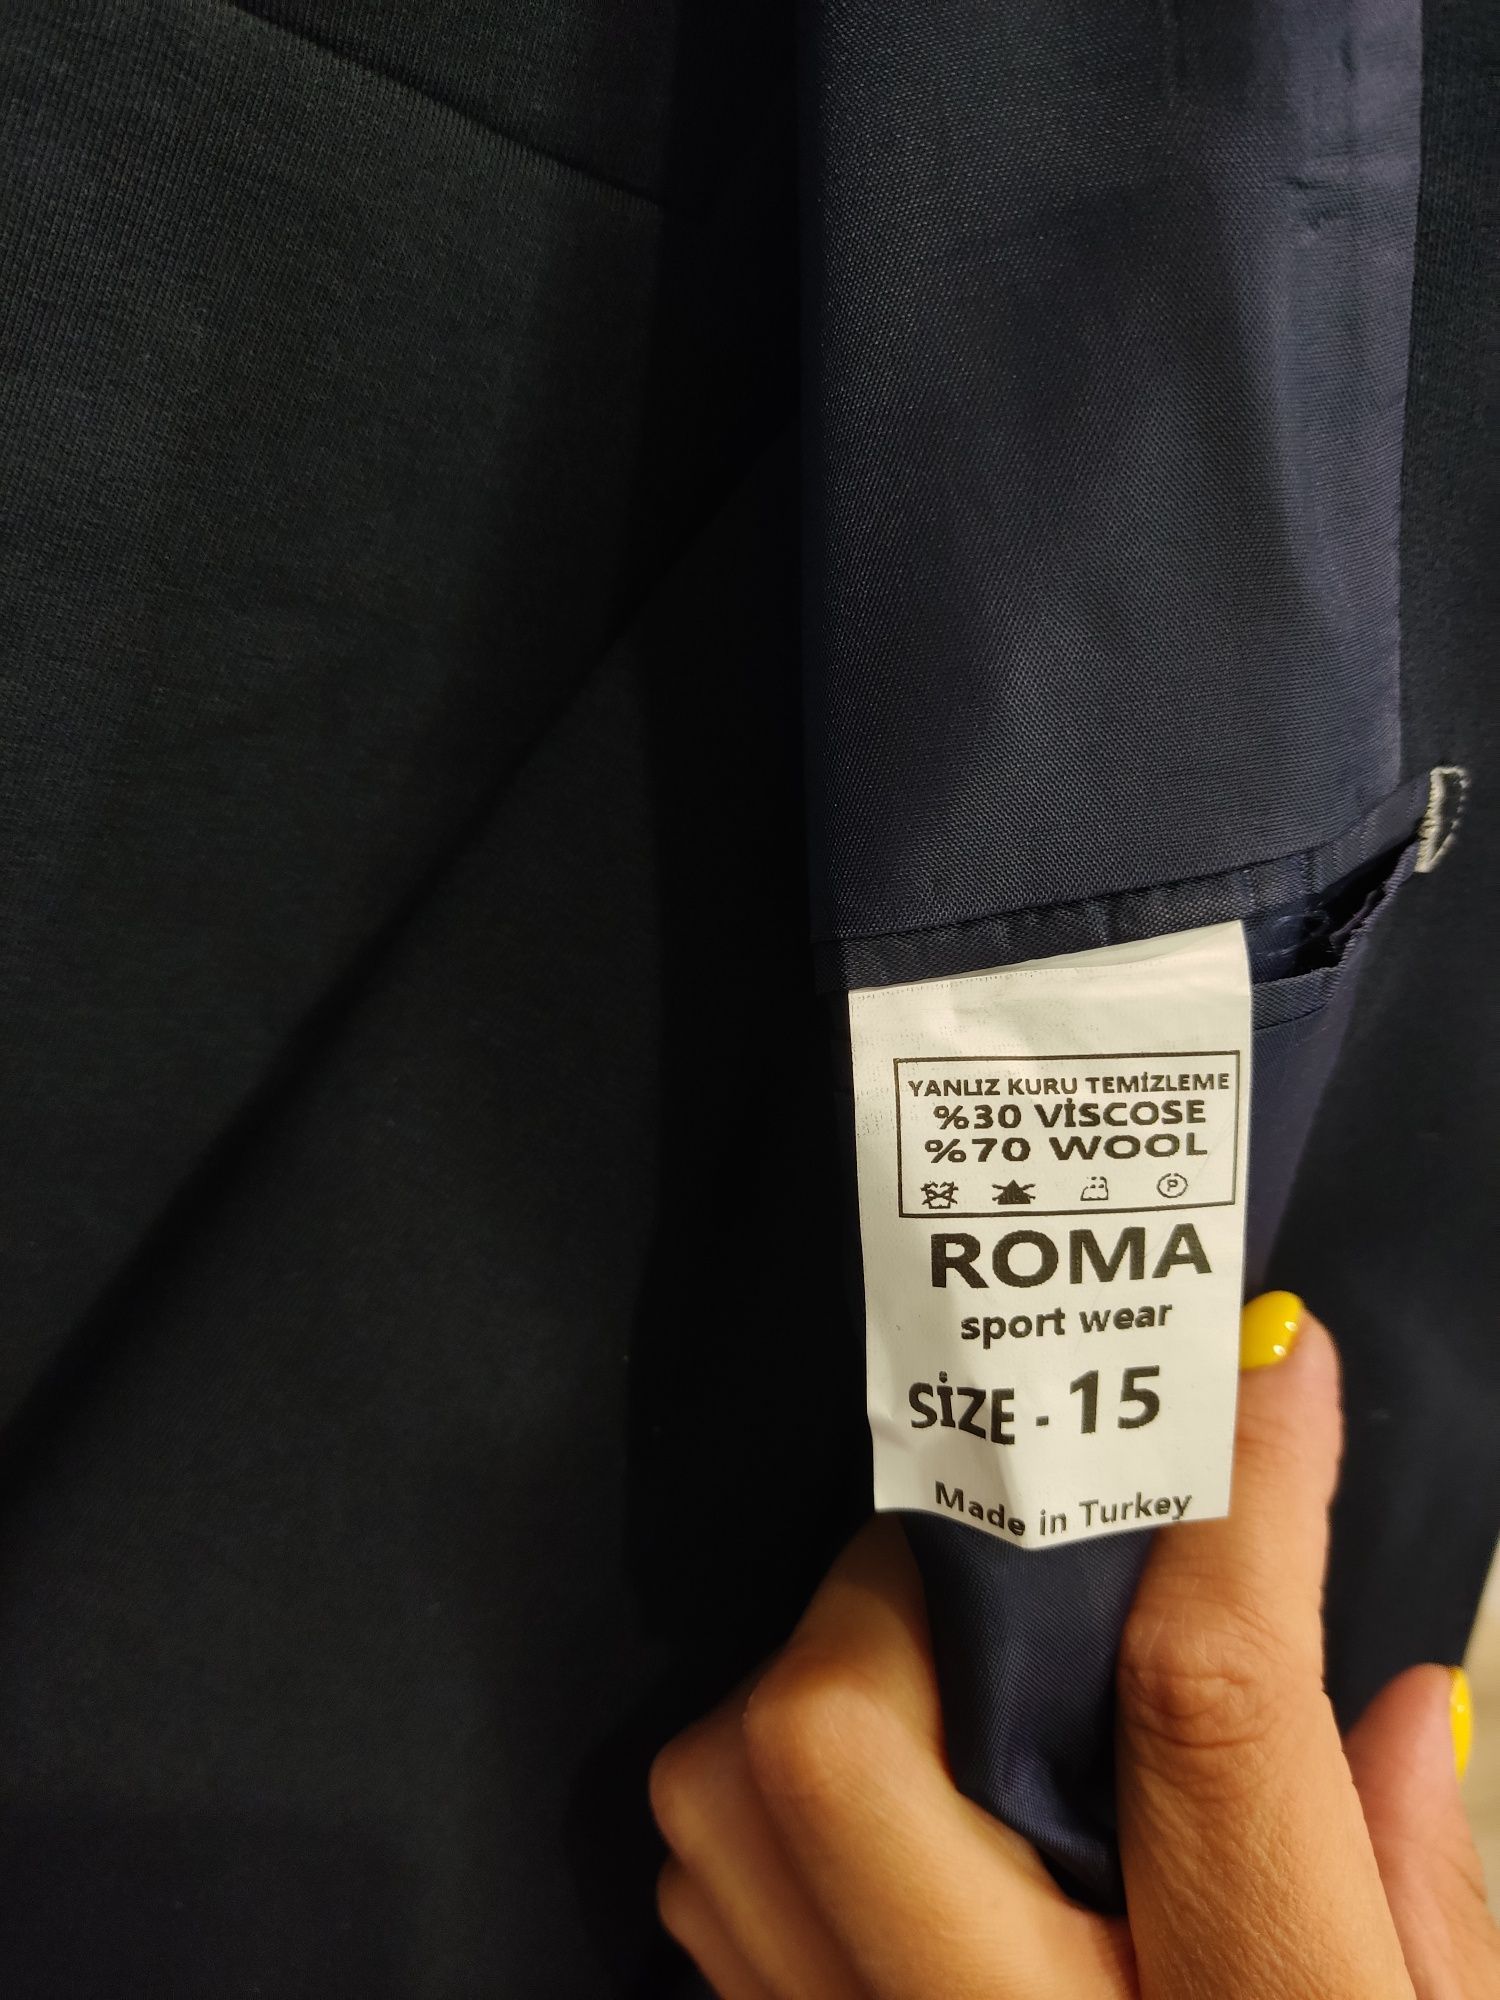 YANLIZ KURU TEMİZLEME
%30 VİSCOSE
%70 WOOL
P
ROMA
sport wear
SİZE - 15
Made in Turkey